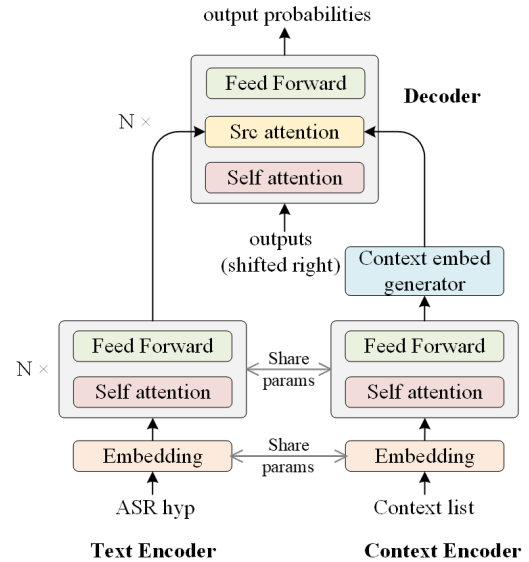 output probabilities
Feed Forward
Decoder
N ×
Src attention
Self attention
outputs
(shifted right)
Context embed
generator
N ×
Feed Forward
Self attention
Share
params
Feed Forward
Self attention
Embedding
Share
params
Embedding
ASR hyp
Context list
Text Encoder
Context Encoder